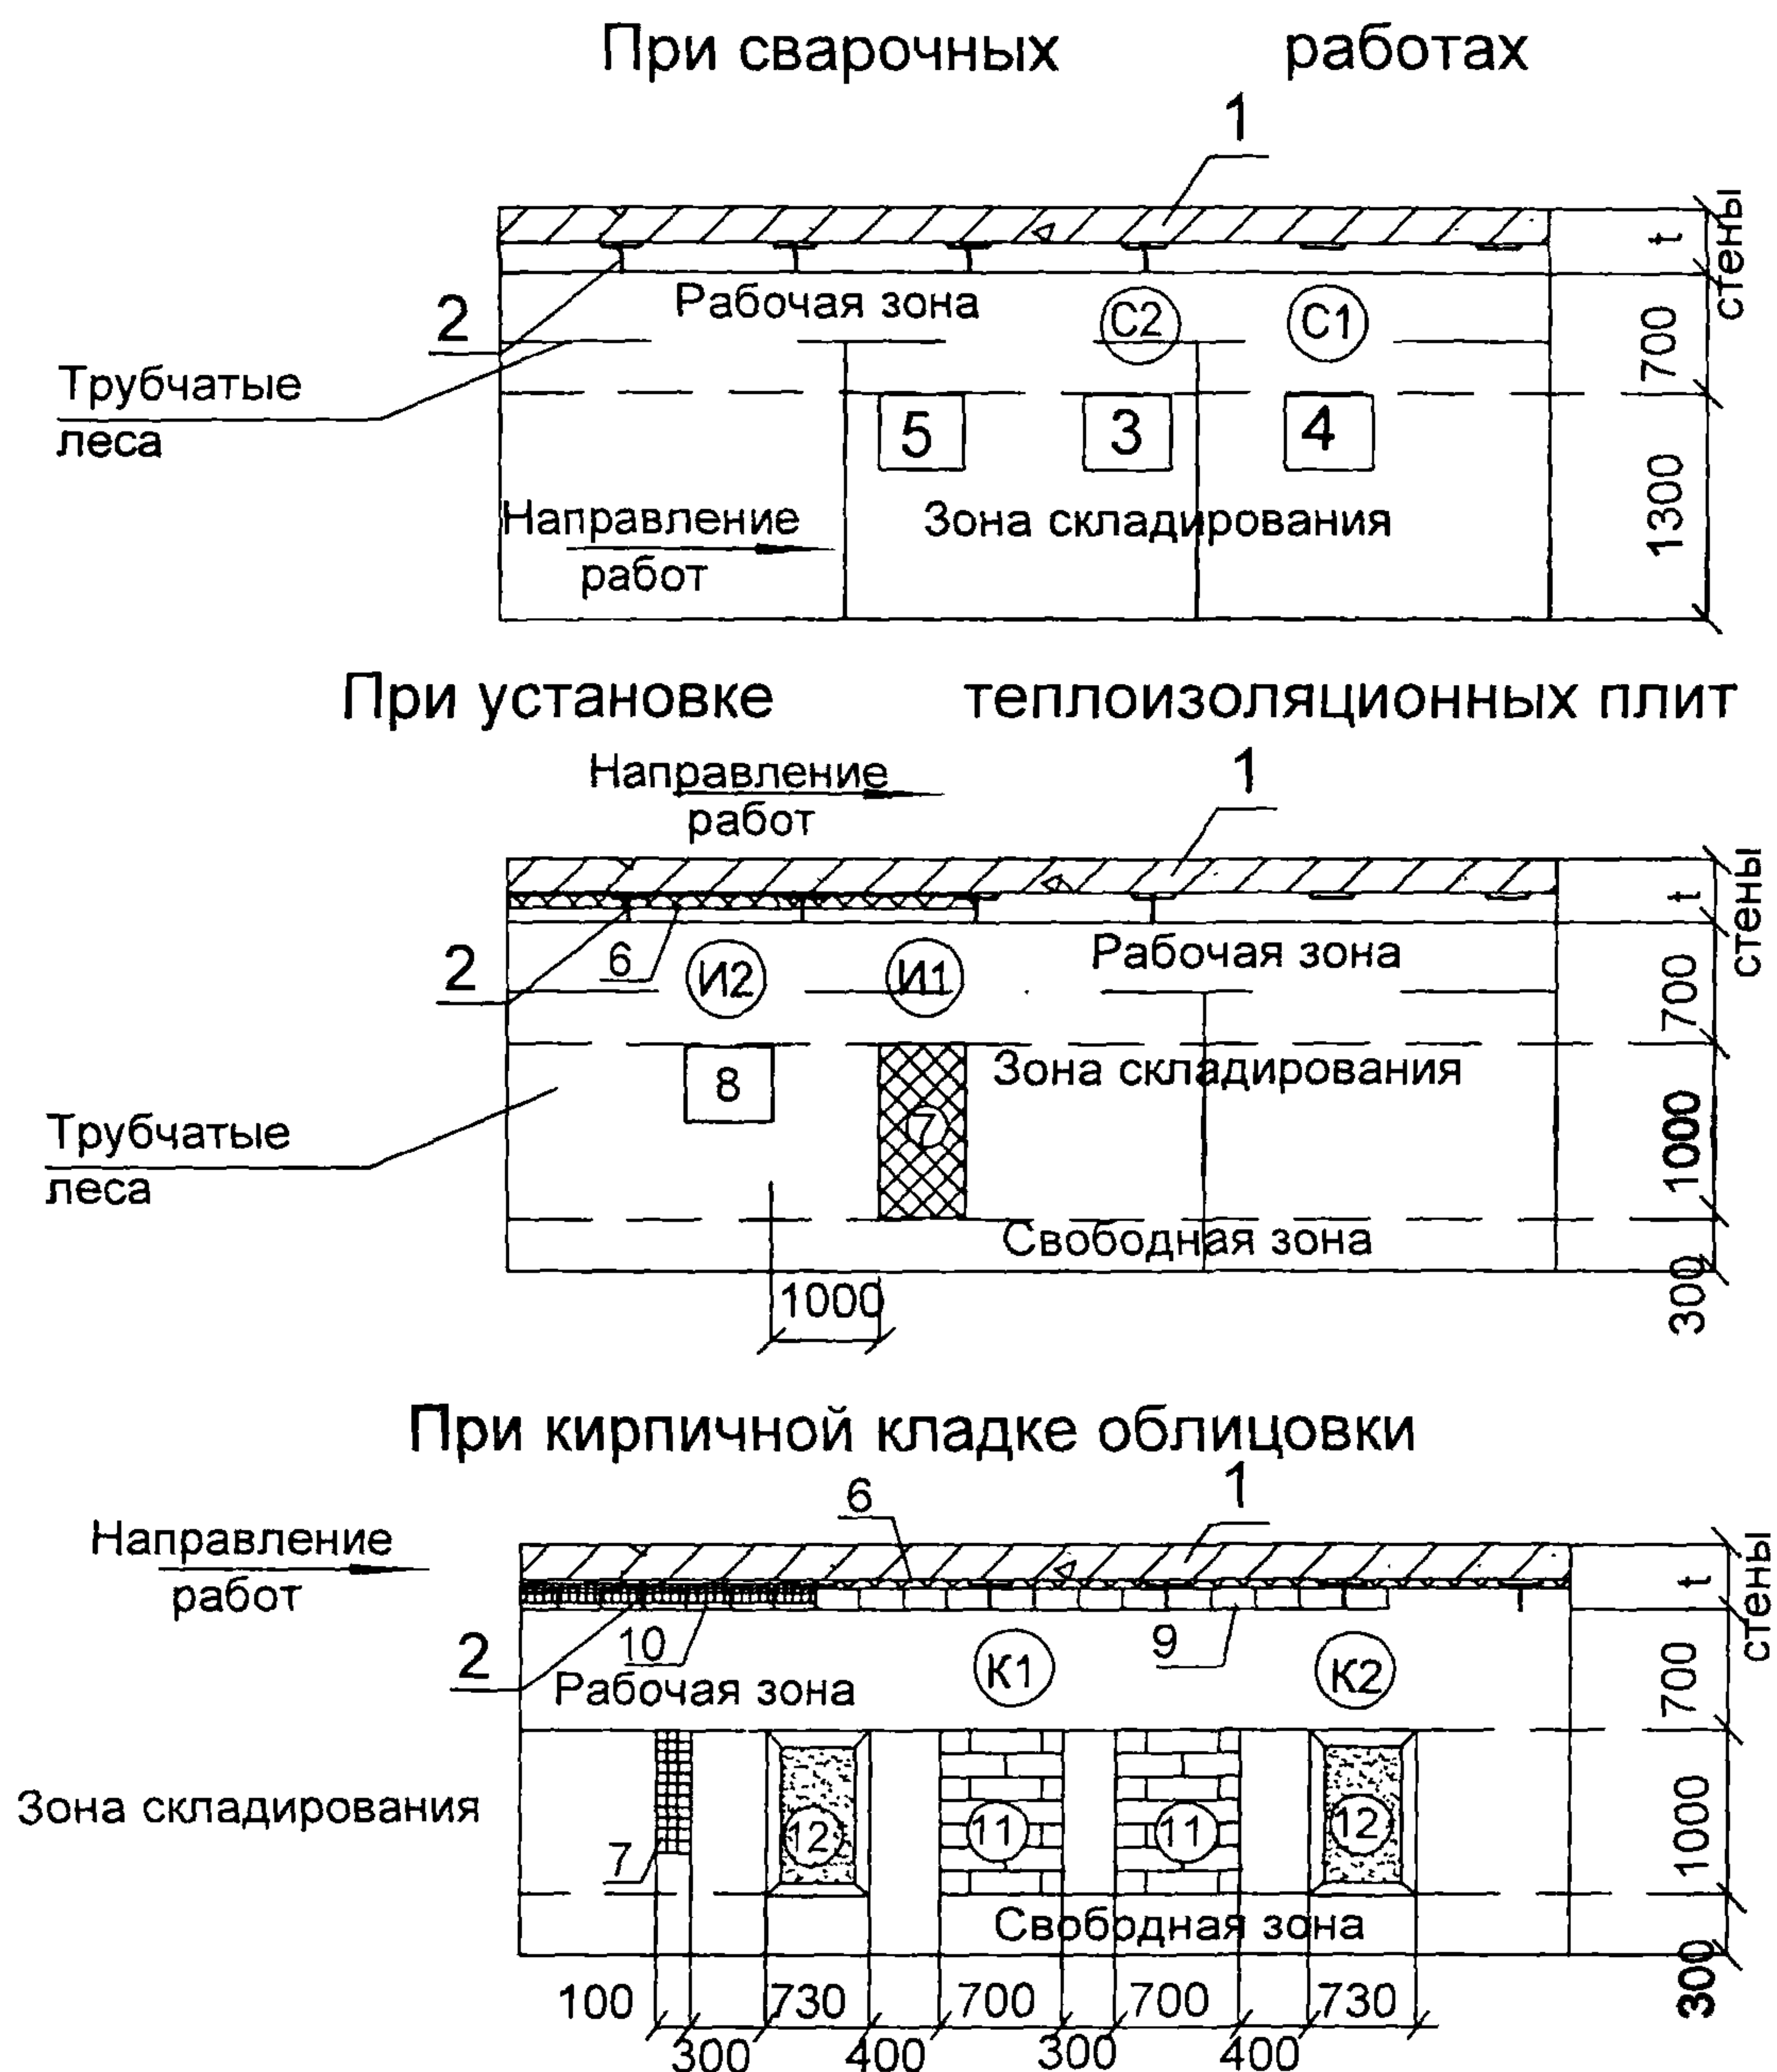 При сварочных работах
1
t
стены
Рабочая зона
С2
С1
2
700
Трубчатые
леса
5
3
4
Направление
работ
Зона складирования
1300
При установке теплоизоляционных плит
Направление
работ
1
t
стены
2
6
И2
И1
Рабочая зона
700
8
Зона складирования
7
Трубчатые
леса
1000
Свободная зона
300
1000
При кирпичной кладке облицовки
6
1
Направление
работ
t
стены
2
10
9
К1
К2
Рабочая зона
700
Зона складирования
7
12
11
11
12
1000
Свободная зона
300
100
730
700
700
730
300
400
300
400